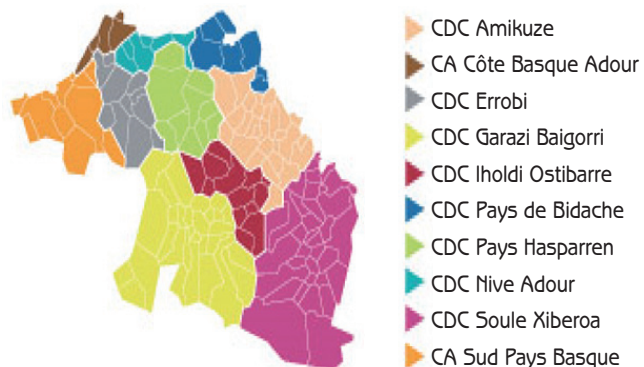 CDC Amikuze
CA Côte Basque Adour
CDC Errobi
CDC Garazi Baigorri
CDC Iholdi Ostibarre
CDC Pays de Bidache
CDC Pays Hasparren
CDC Nive Adour
CDC Soule Xiberoa
CA Sud Pays Basque